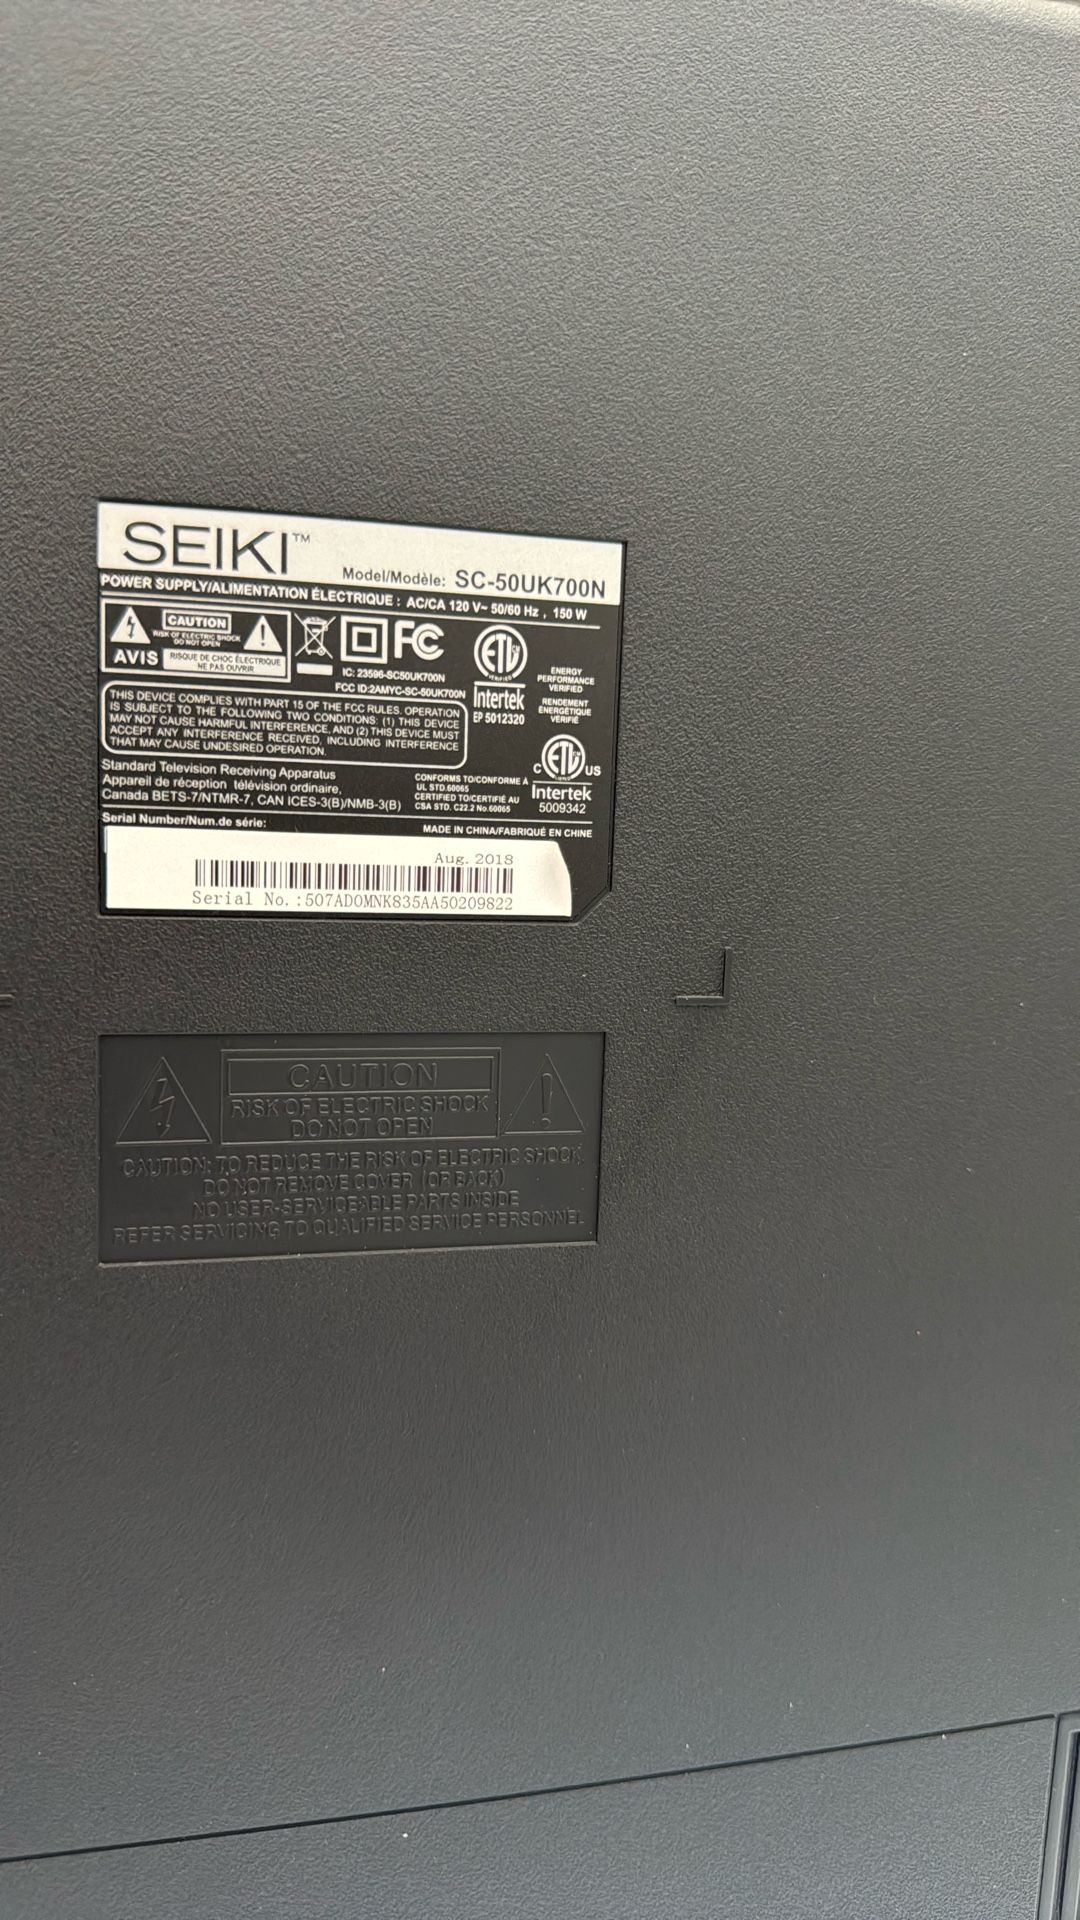 SEIKI™
Model/Modèle: SC-50UK700N
POWER SUPPLY/ALIMENTATION ÉLECTRIQUE : AC/CA 120 V~ 50/60 Hz , 150 W
CAUTION
RISK OF ELECTRIC SHOCK
DO NOT OPEN
AVIS
RISQUE DE CHOC ÉLECTRIQUE
NE PAS OUVRIR
FC
IC: 23596-SC50UK700N
FCC ID:2AMYC-SC-50UK700N
ETL
VERIFIED
Intertek
EP 5012320
ENERGY
PERFORMANCE
VERIFIED
RENDEMENT
ÉNERGÉTIQUE
VÉRIFIÉ
THIS DEVICE COMPLIES WITH PART 15 OF THE FCC RULES. OPERATION
IS SUBJECT TO THE FOLLOWING TWO CONDITIONS: (1) THIS DEVICE
MAY NOT CAUSE HARMFUL INTERFERENCE, AND (2) THIS DEVICE MUST
ACCEPT ANY INTERFERENCE RECEIVED, INCLUDING INTERFERENCE
THAT MAY CAUSE UNDESIRED OPERATION.
C ETL US
Intertek
5009342
Standard Television Receiving Apparatus
Appareil de réception télévision ordinaire,
Canada BETS-7/NTMR-7, CAN ICES-3(B)/NMB-3(B)
CONFORMS TO/CONFORME À
UL STD.60065
CERTIFIED TO/CERTIFIÉ AU
CSA STD. C22.2 No.60065
Serial Number/Num.de série:
MADE IN CHINA/FABRIQUÉ EN CHINE
Aug. 2018
Serial No.:507ADOMNK835AA50209822
CAUTION
RISK OF ELECTRIC SHOCK
DO NOT OPEN
CAUTION: TO REDUCE THE RISK OF ELECTRIC SHOCK,
DO NOT REMOVE COVER (OR BACK)
NO USER-SERVICEABLE PARTS INSIDE
REFER SERVICING TO QUALIFIED SERVICE PERSONNEL